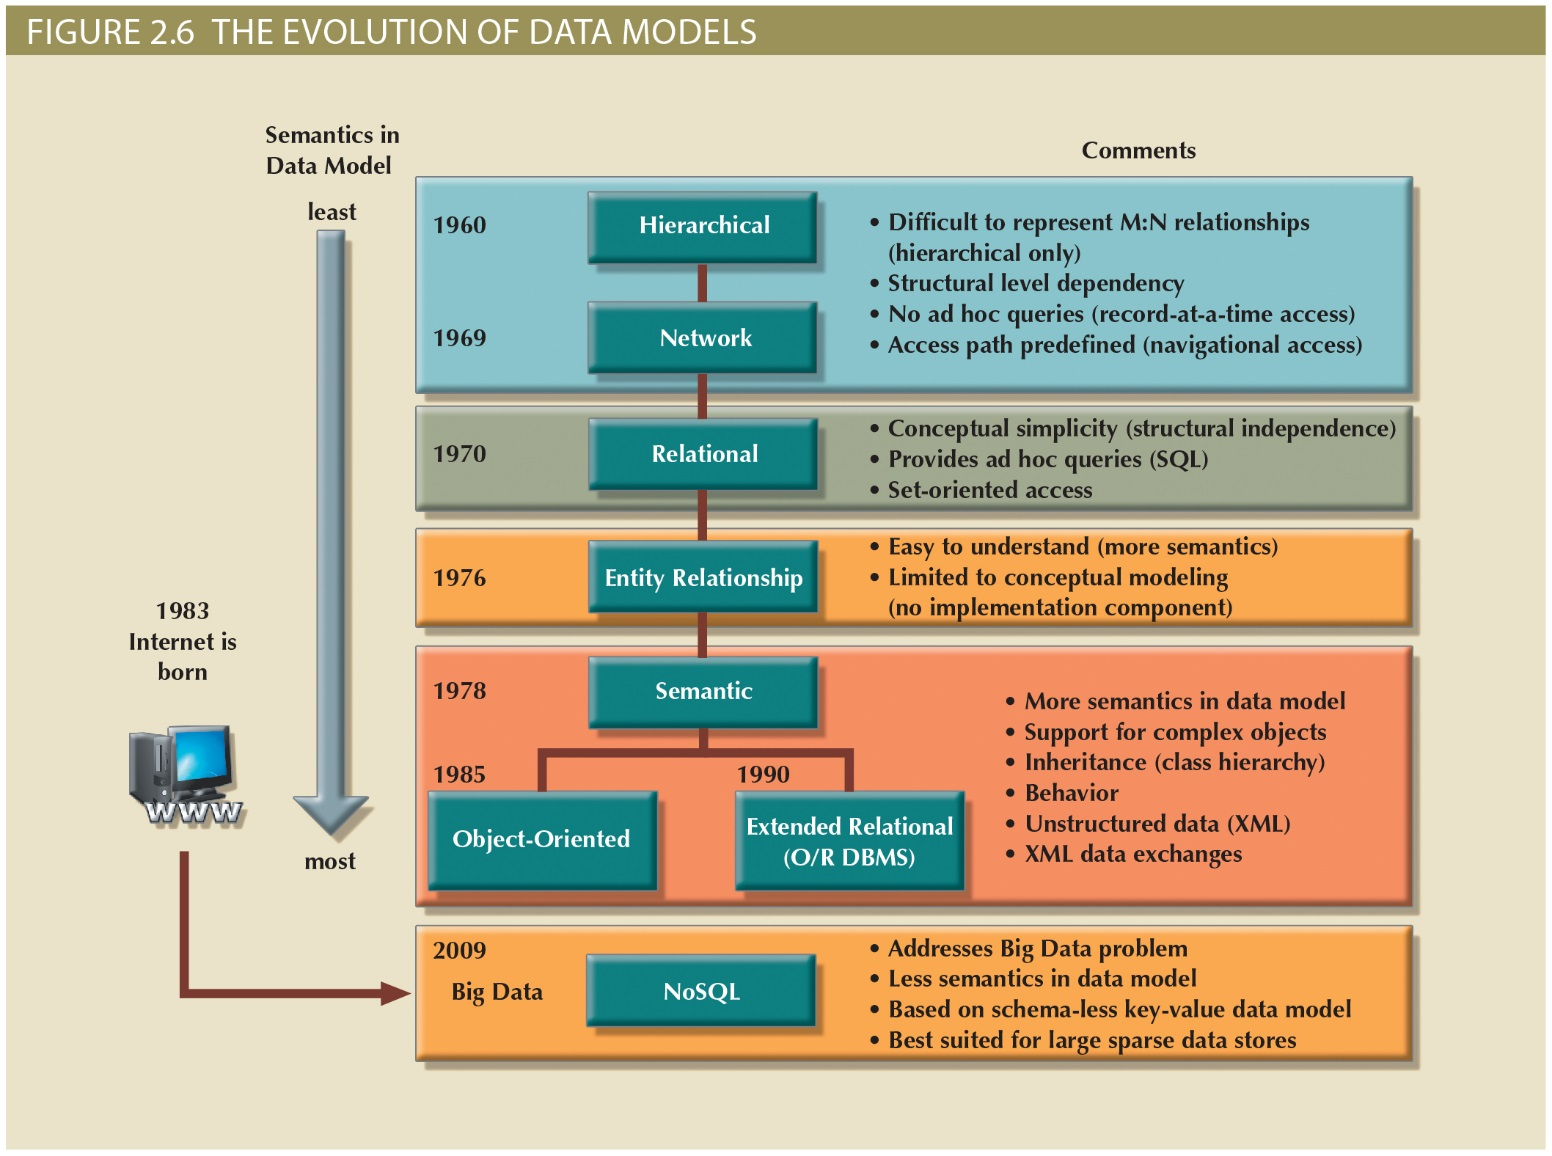 FIGURE 2.6 THE EVOLUTION OF DATA MODELS
Semantics in
Data Model
least
most
Comments
1960
Hierarchical
1969
Network
• Difficult to represent M:N relationships
(hierarchical only)
• Structural level dependency
• No ad hoc queries (record-at-a-time access)
• Access path predefined (navigational access)
1970
Relational
• Conceptual simplicity (structural independence)
• Provides ad hoc queries (SQL)
• Set-oriented access
1976
Entity Relationship
• Easy to understand (more semantics)
• Limited to conceptual modeling
(no implementation component)
1983
Internet is
born
WWW
1978
Semantic
1985
Object-Oriented
1990
Extended Relational
(O/R DBMS)
• More semantics in data model
• Support for complex objects
• Inheritance (class hierarchy)
• Behavior
• Unstructured data (XML)
• XML data exchanges
2009
Big Data
NoSQL
• Addresses Big Data problem
• Less semantics in data model
• Based on schema-less key-value data model
• Best suited for large sparse data stores